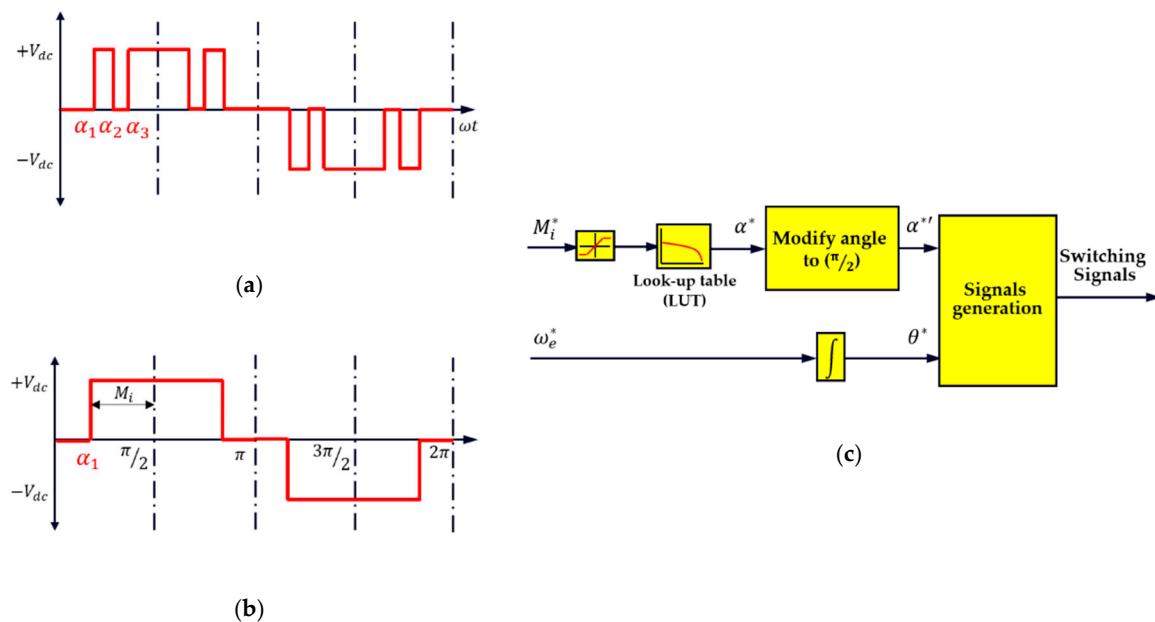 +V_dc
α_1 α_2 α_3
ωt
−V_dc
(a)
+V_dc
M_i
α_1
π/2
π
3π/2
2π
−V_dc
(b)
M_i^*
α^*
Modify angle
to (π/2)
α^*′
Look-up table
(LUT)
Signals
generation
Switching
Signals
ω_e^*
∫
θ^*
(c)